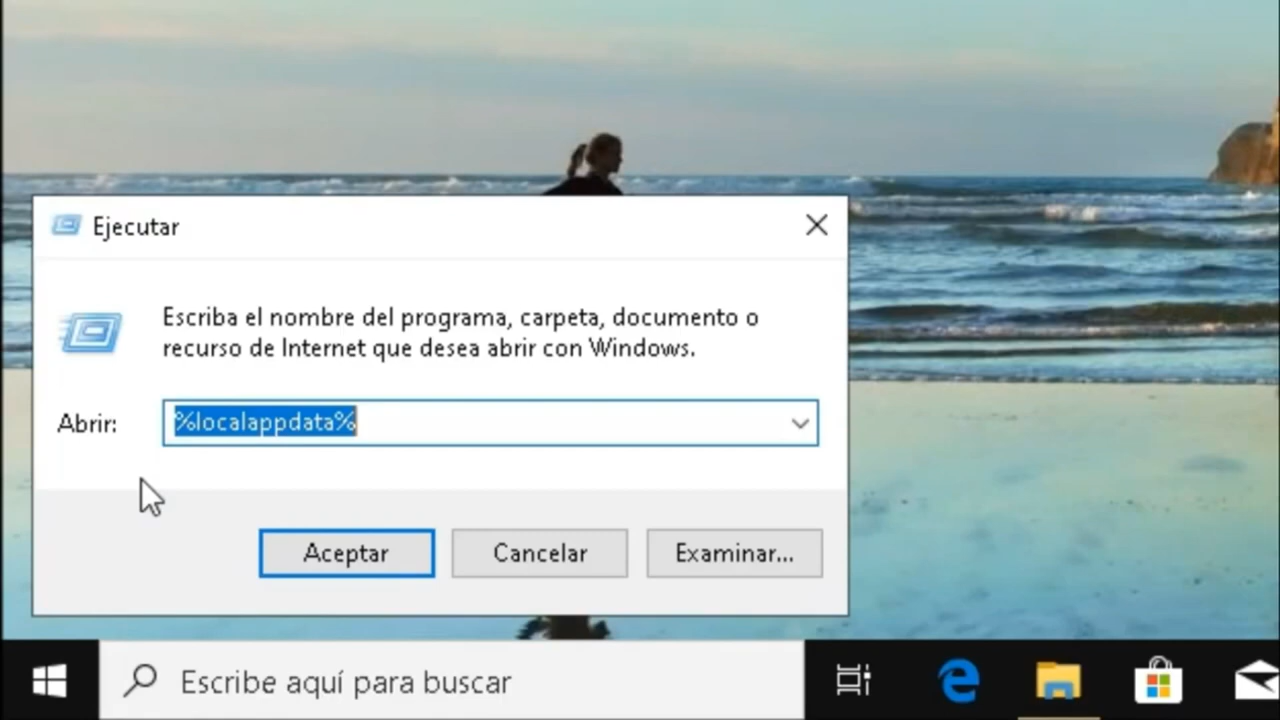 Ejecutar
Escriba el nombre del programa, carpeta, documento o
recurso de Internet que desea abrir con Windows.
Abrir: %localappdata%
Aceptar Cancelar Examinar...
Escribe aquí para buscar